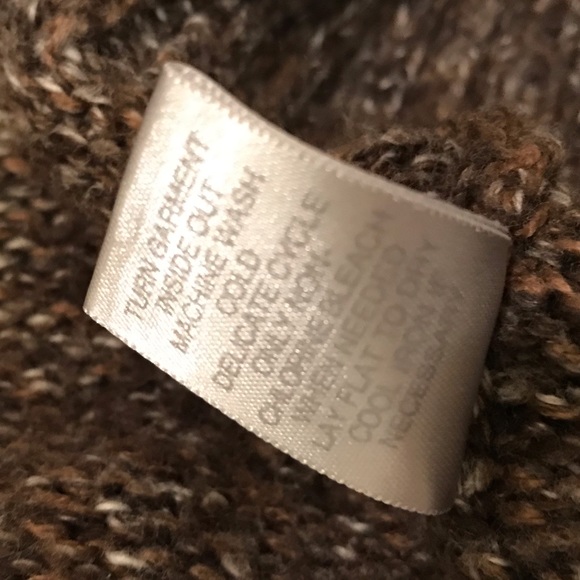 TURN GARMENT
INSIDE OUT
MACHINE WASH
COLD
DELICATE CYCLE
ONLY NON-
CHLORINE BLEACH
WHEN NEEDED
LAY FLAT TO DRY
COOL IRON IF
NECESSARY